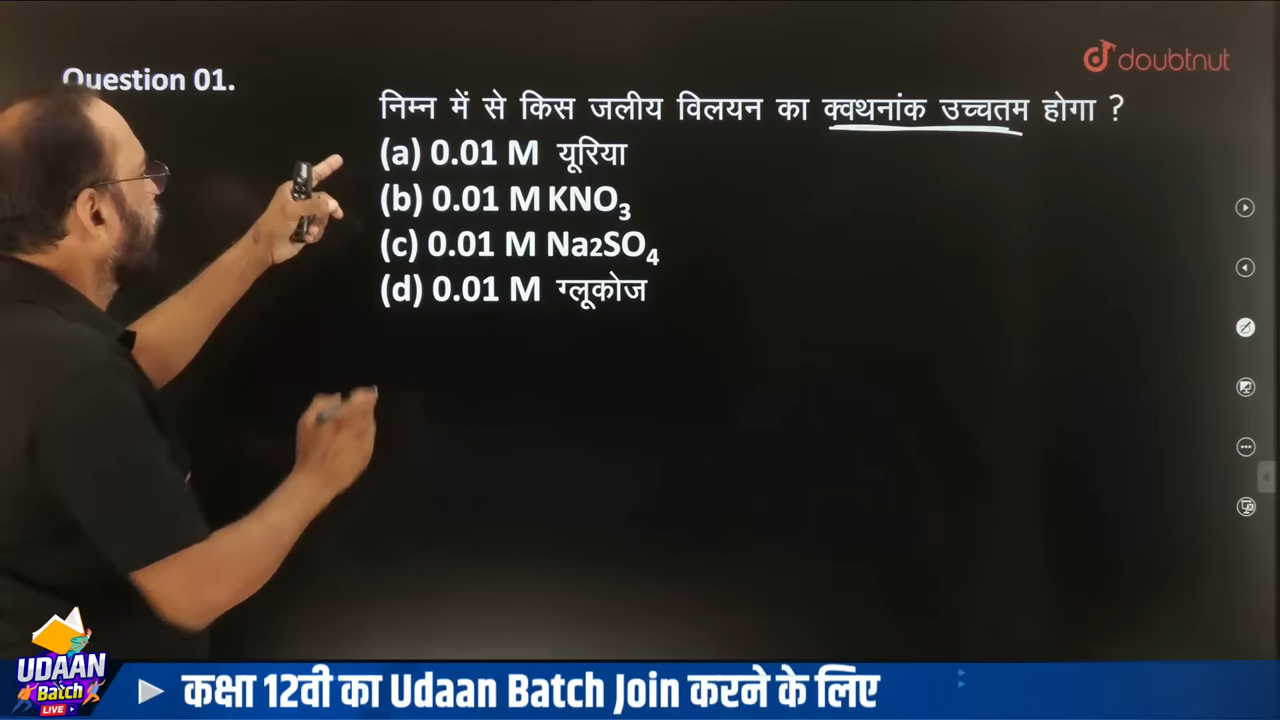 Question 01.
doubtnut
निम्न में से किस जलीय विलयन का क्वथनांक उच्चतम होगा ?
(a) 0.01 M यूरिया
(b) 0.01 M KNO₃
(c) 0.01 M Na2SO₄
(d) 0.01 M ग्लूकोज
UDAAN
Batch
LIVE
कक्षा 12वी का Udaan Batch Join करने के लिए